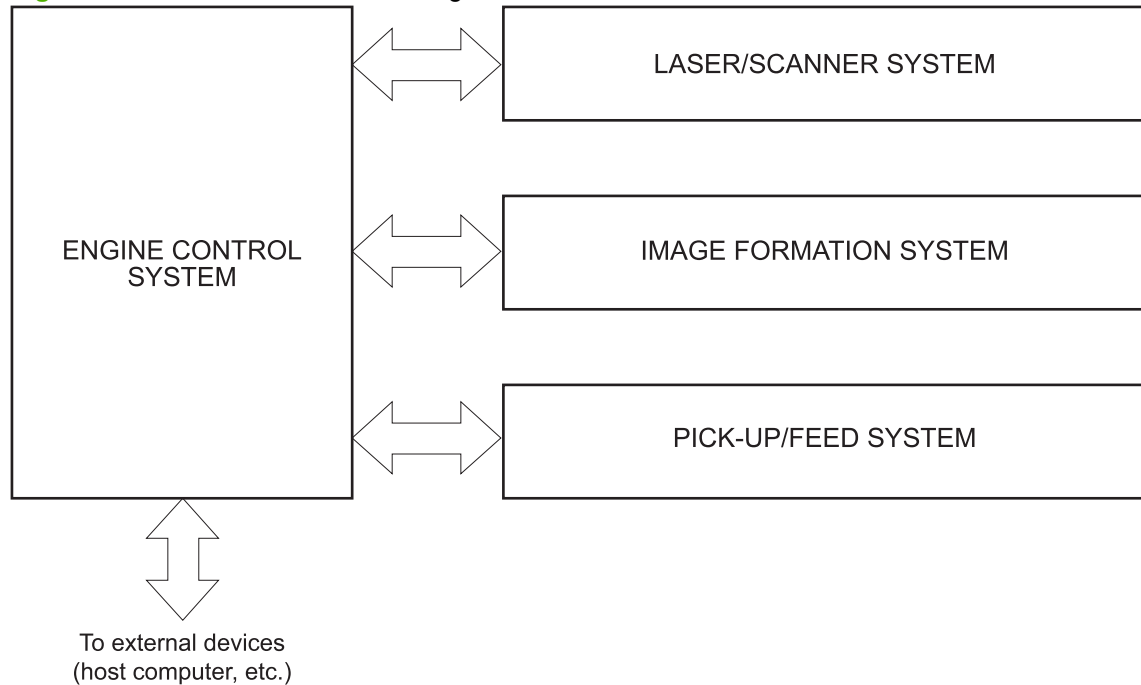 LASER/SCANNER SYSTEM
ENGINE CONTROL
SYSTEM
IMAGE FORMATION SYSTEM
PICK-UP/FEED SYSTEM
To external devices
(host computer, etc.)